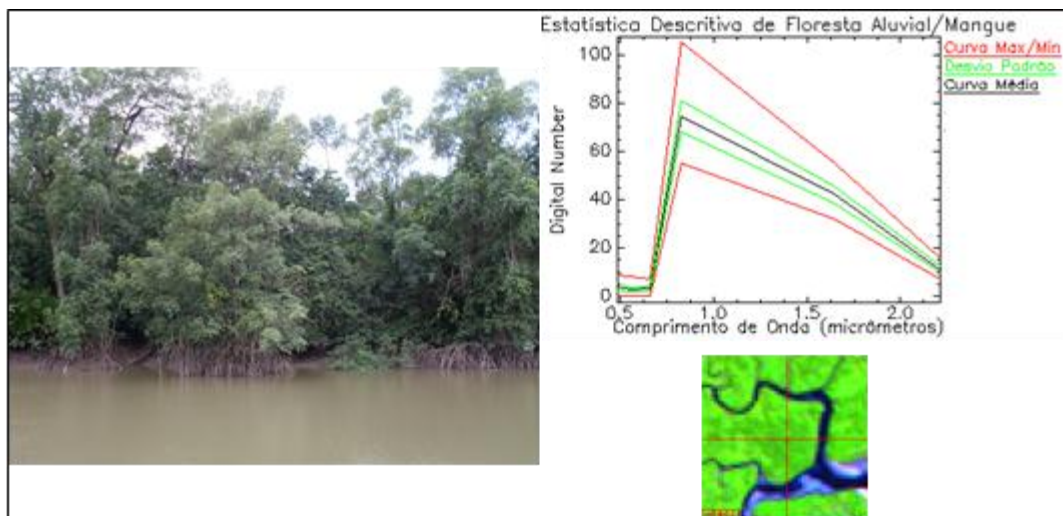 Estatística Descritiva de Floresta Aluvial/Mangue
Curva Max/Min
Desvio Padrão
Curva Média
Digital Number
100
80
60
40
20
0
0.5
1.0
1.5
2.0
Comprimento de Onda (micrômetros)